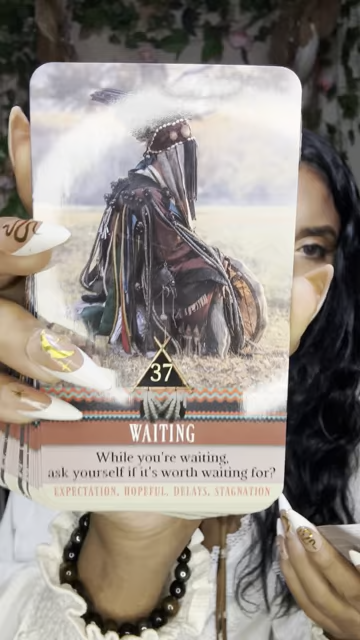 37
WAITING
While you're waiting,
ask yourself if it's worth waiting for?
EXPECTATION, HOPEFUL, DELAYS, STAGNATION